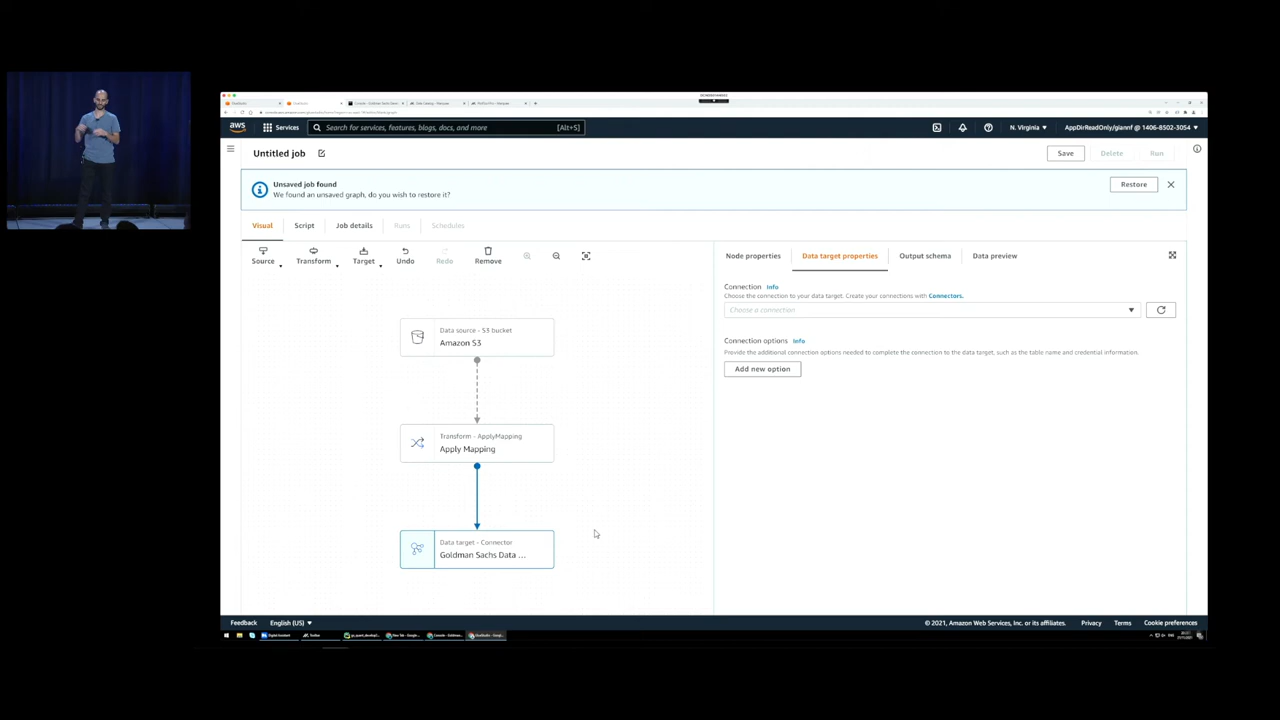 aws
Services
Search for services, features, blogs, docs, and more
[Alt+S]
N. Virginia
AppDirReadOnly/giannf @ 1406-8502-3054
Untitled job
Save
Delete
Run
Unsaved job found
We found an unsaved graph, do you wish to restore it?
Restore
Visual
Script
Job details
Runs
Schedules
Source
Transform
Target
Undo
Redo
Remove
Node properties
Data target properties
Output schema
Data preview
Connection Info
Choose the connection to your data target. Create your connections with Connectors.
Choose a connection
Connection options Info
Provide the additional connection options needed to complete the connection to the data target, such as the table name and credential information.
Add new option
Data source - S3 bucket
Amazon S3
Transform - ApplyMapping
Apply Mapping
Data target - Connector
Goldman Sachs Data ...
Feedback
English (US)
© 2021, Amazon Web Services, Inc. or its affiliates.
Privacy
Terms
Cookie preferences